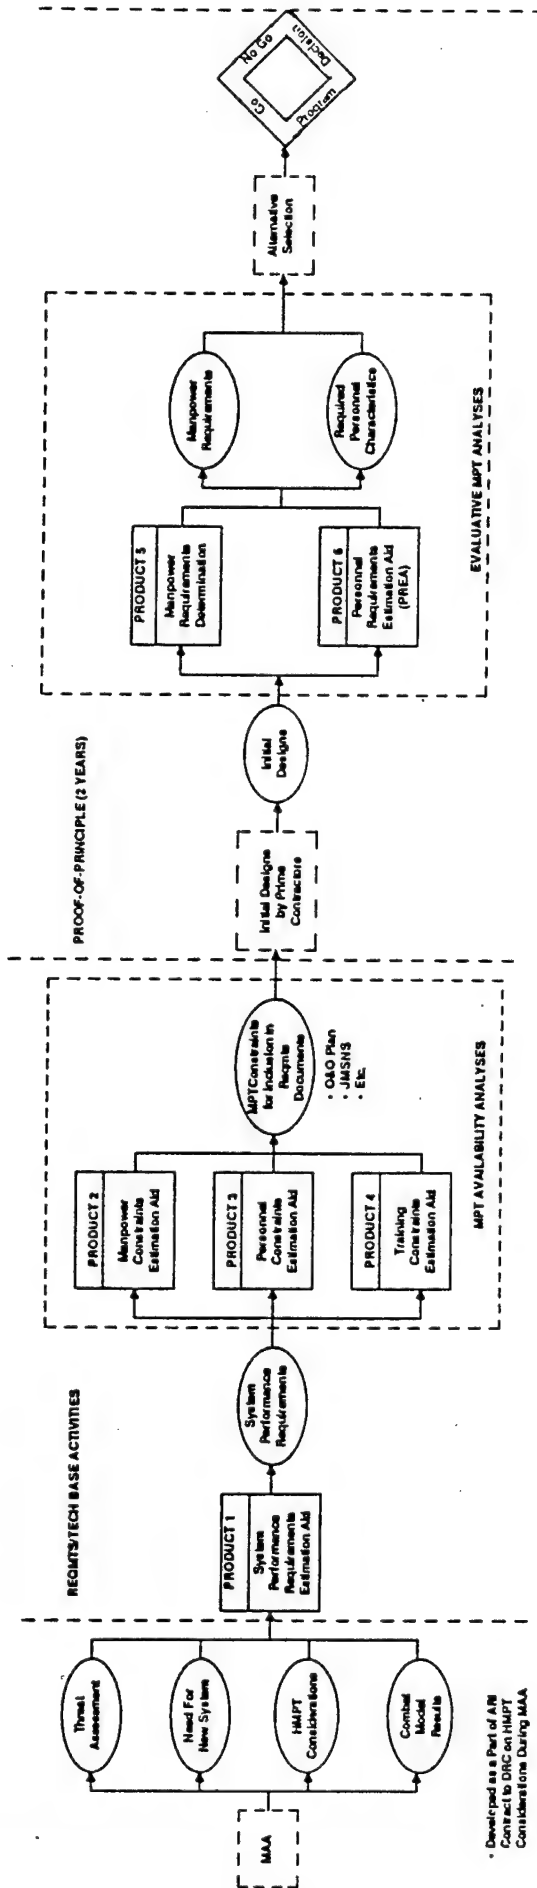 MAA
Threat
Assessment
Need For
New System
HMPT
Considerations
Combat
Model
Results
• Developed as a Part of ARI
Contract to DRC on HMPT
Considerations During MAA
REQMTS/TECH BASE ACTIVITIES
PRODUCT 1
System
Performance
Requirements
Estimation Aid
System
Performance
Requirements
PRODUCT 2
Manpower
Constraints
Estimation Aid
PRODUCT 3
Personnel
Constraints
Estimation Aid
PRODUCT 4
Training
Constraints
Estimation Aid
MPT Constraints
for Inclusion in
Reqmts
Documents
• O&O Plan
• JMSNS
• Etc.
MPT AVAILABILITY ANALYSES
PROOF-OF-PRINCIPLE (2 YEARS)
Initial Designs
by Prime
Contractors
Initial
Designs
PRODUCT 5
Manpower
Requirements
Determination
PRODUCT 6
Personnel
Requirements
Estimation Aid
(PREA)
Manpower
Requirements
Required
Personnel
Characteristics
EVALUATIVE MPT ANALYSES
Alternative
Selection
Go
No Go
Program
Decision